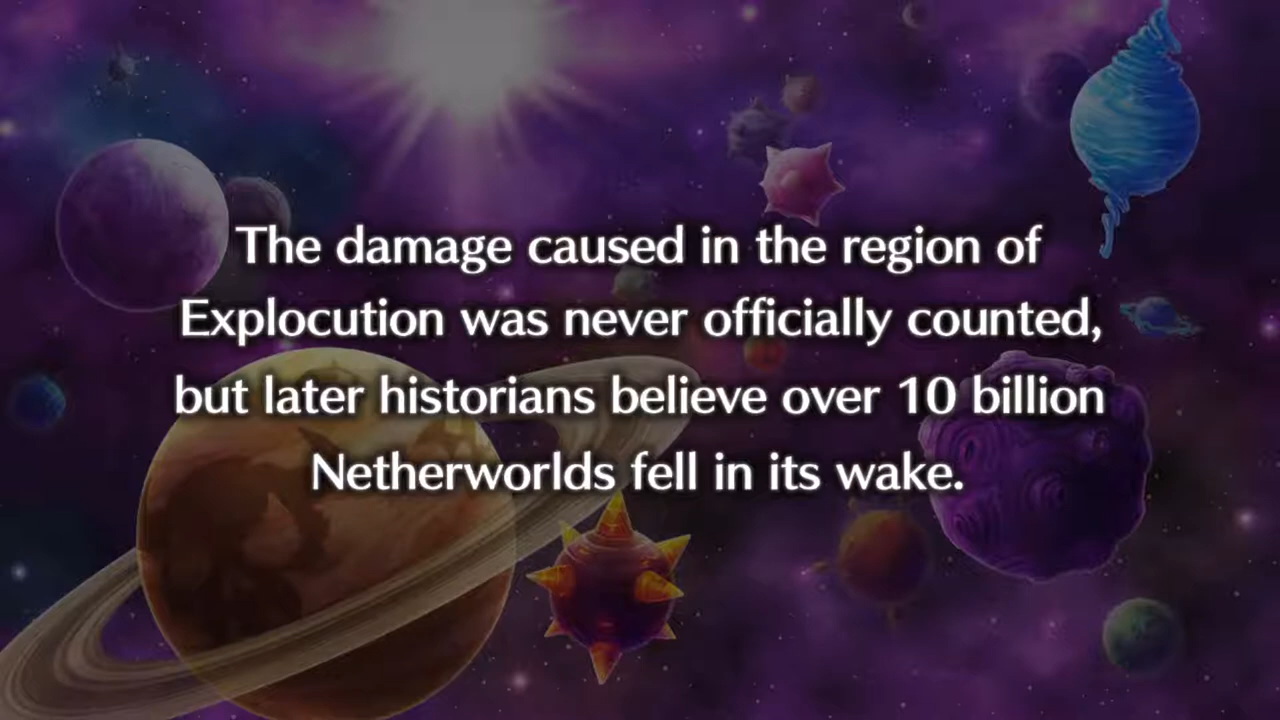 The damage caused in the region of
Explocution was never officially counted,
but later historians believe over 10 billion
Netherworlds fell in its wake.